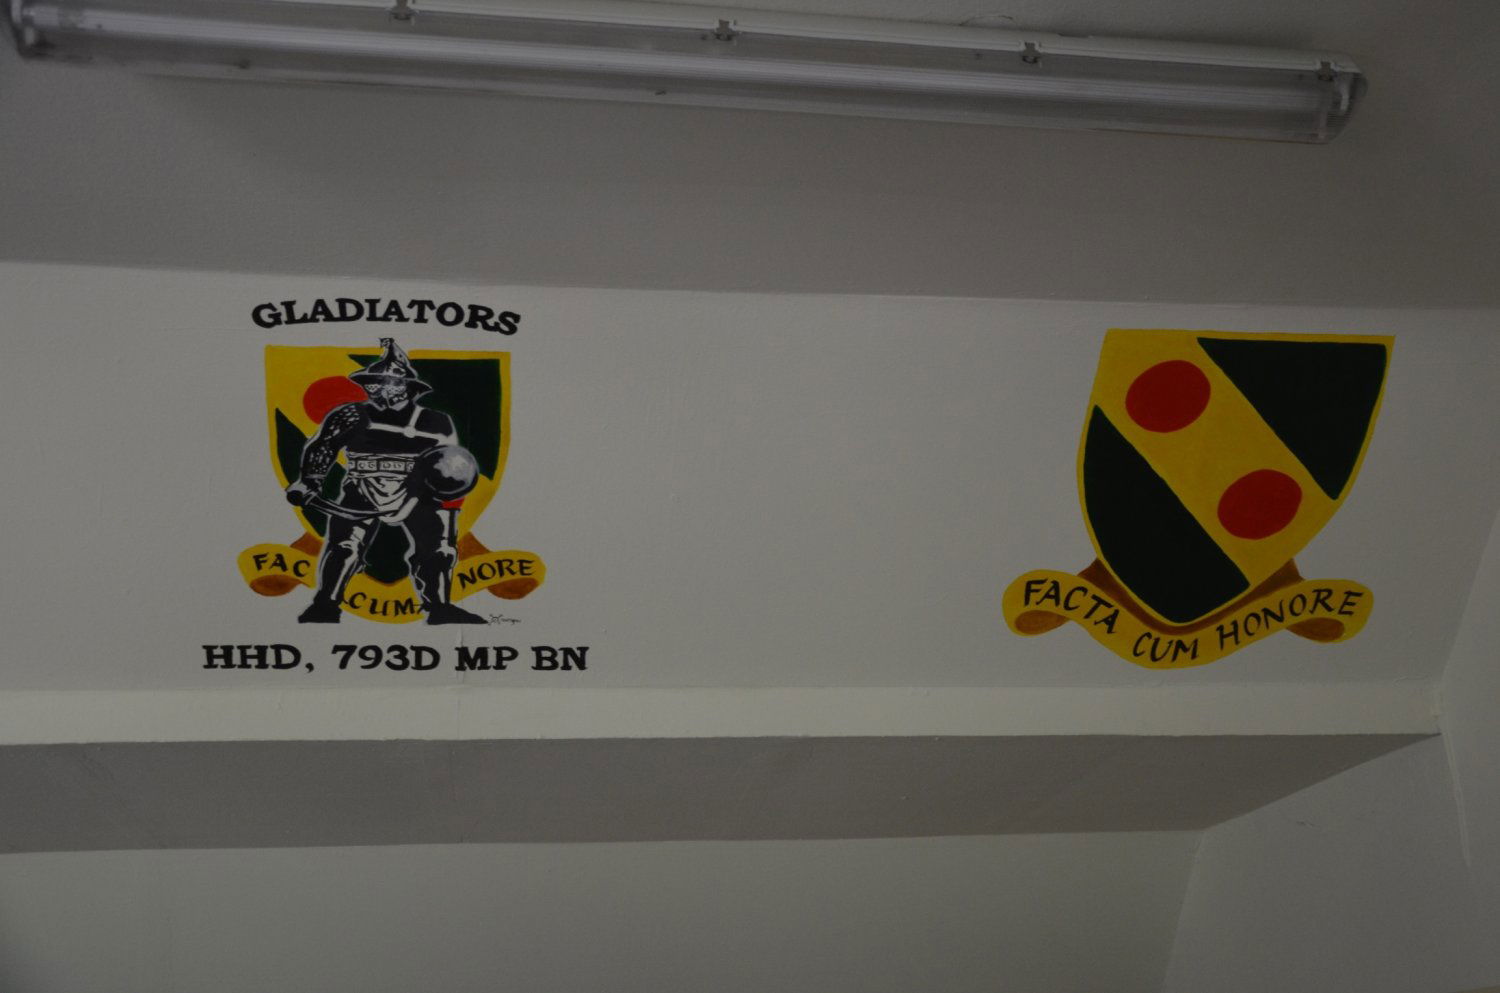 GLADIATORS
FAC CUM NORE
HHD, 793D MP BN
FACTA CUM HONORE